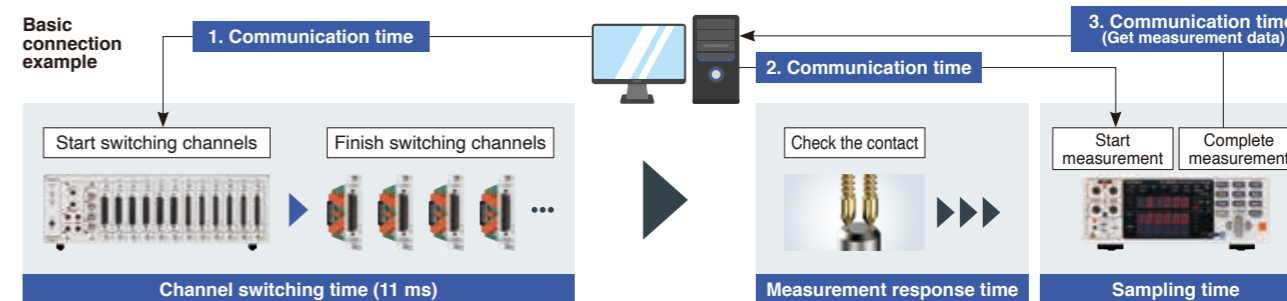 Basic
connection
example
1. Communication time
3. Communication time
(Get measurement data)
2. Communication time
Start switching channels
Finish switching channels
Check the contact
Start
measurement
Complete
measurement
Channel switching time (11 ms)
Measurement response time
Sampling time